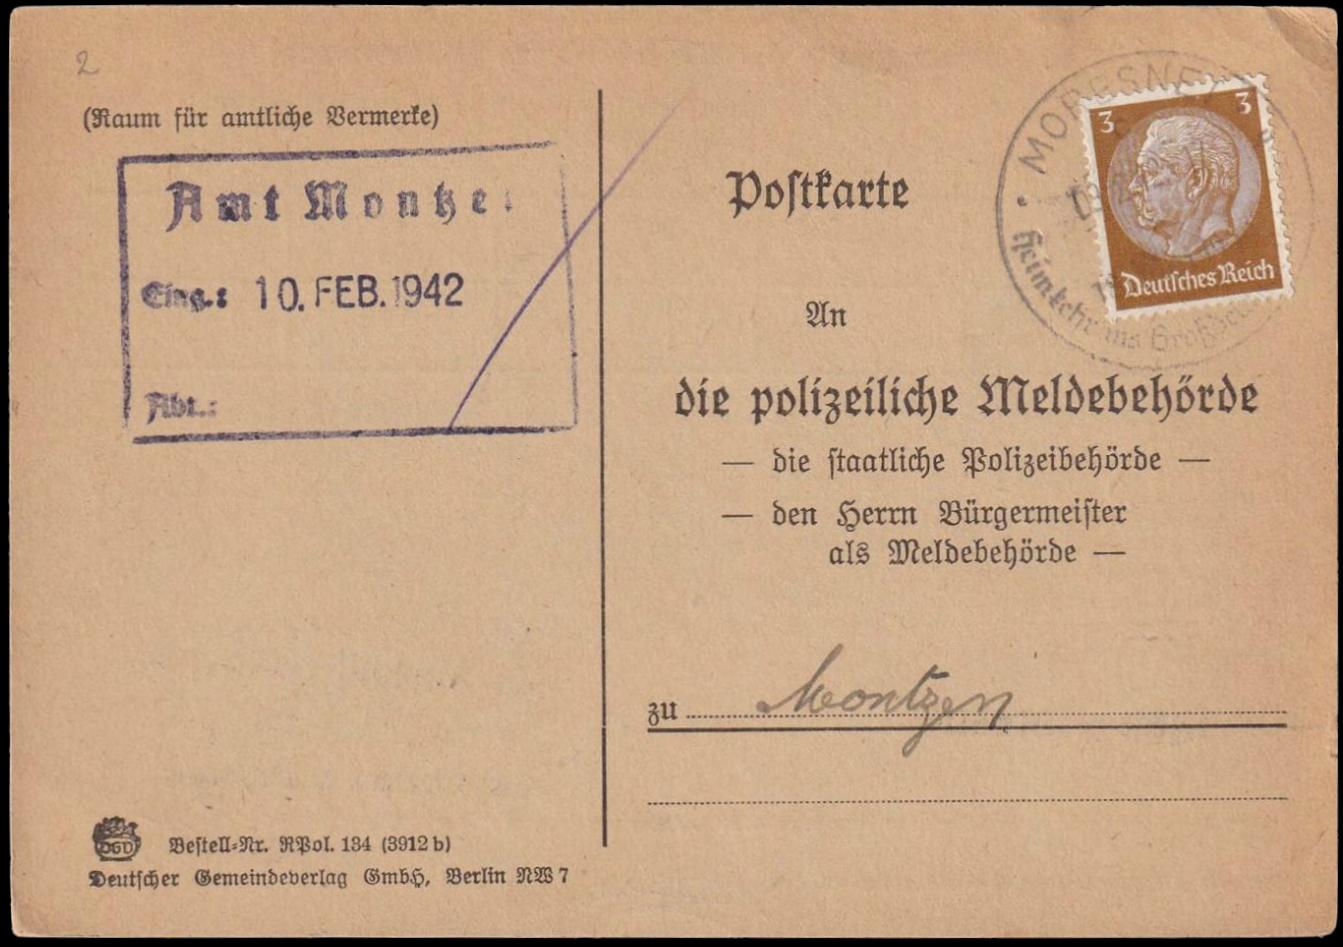 2
(Raum für amtliche Vermerke)
Amt Montze
Eing.: 10. FEB. 1942
Abt.:
MORESNET
Heimkehr ins Großdeu
3 3
Deutsches Reich
Postkarte
An
die polizeiliche Meldebehörde
— die staatliche Polizeibehörde —
— den Herrn Bürgermeister
als Meldebehörde —
zu Montzen
DGV
Bestell-Nr. RPol. 134 (3912 b)
Deutscher Gemeindeverlag GmbH, Berlin NW 7